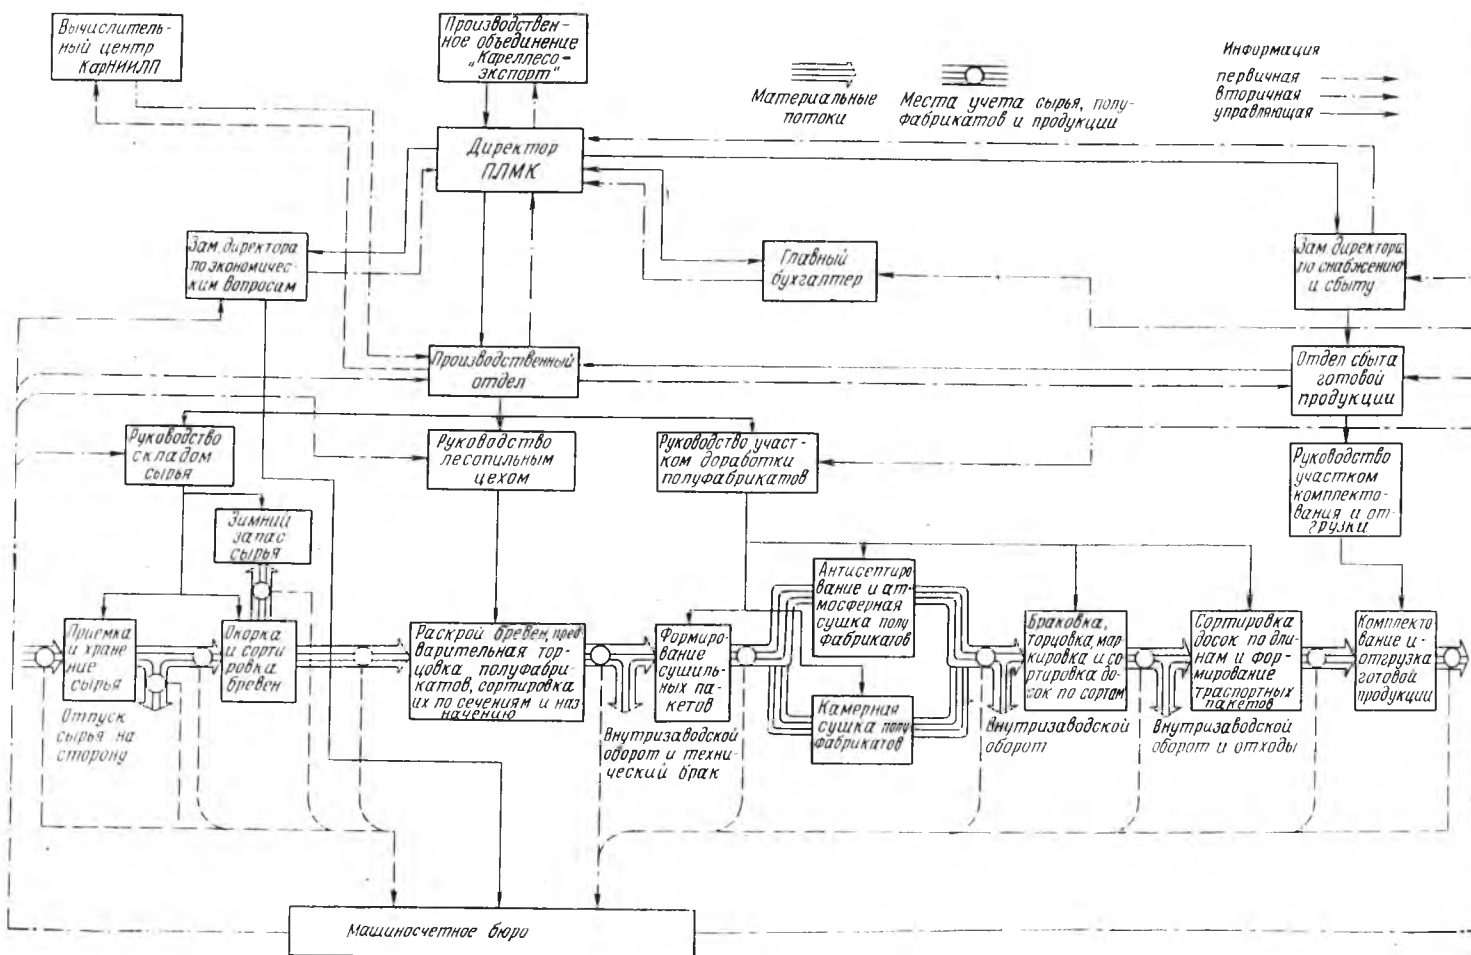 Вычислитель-
ный центр
КарНИИЛП
Производствен-
ное объединение
„Кареллесо-
экспорт"
Материальные
потоки
Места учета сырья, полу-
фабрикатов и продукции
Информация
первичная
вторичная
управляющая
Директор
ПЛМК
Зам. директора
по экономичес-
ким вопросам
Главный
бухгалтер
Зам. директора
по снабжению
и сбыту
Производственный
отдел
Отдел сбыта
готовой
продукции
Руководство
складом
сырья
Руководство
лесопильным
цехом
Руководство участ-
ком доработки
полуфабрикатов
Руководство
участком
комплекто-
вания и от-
грузки
Зимний
запас
сырья
Приемка
и хране
ние
сырья
Окорка
и сорти
ровка
бревен
Раскрой бревен, пред
варительная тор-
цовка полуфабри-
катов, сортировка
их по сечениям и наз
начению
Формиро-
вание
сушиль-
ных па-
кетов
Антисептиро-
вание и ат-
мосферная
сушка полу
фабрикатов
Камерная
сушка полу
фабрикатов
Браковка,
торцовка, мар-
кировка и со-
ртировка до-
сок по сортам
Сортировка
досок по дли-
нам и фор-
мирование
транспортных
пакетов
Комплекто-
вание и
отгрузка
готовой
продукции
Отпуск
сырья на
сторону
Внутризаводской
оборот и техни-
ческий брак
Внутризаводской
оборот
Внутризаводской
оборот и отходы
Машиносчетное бюро